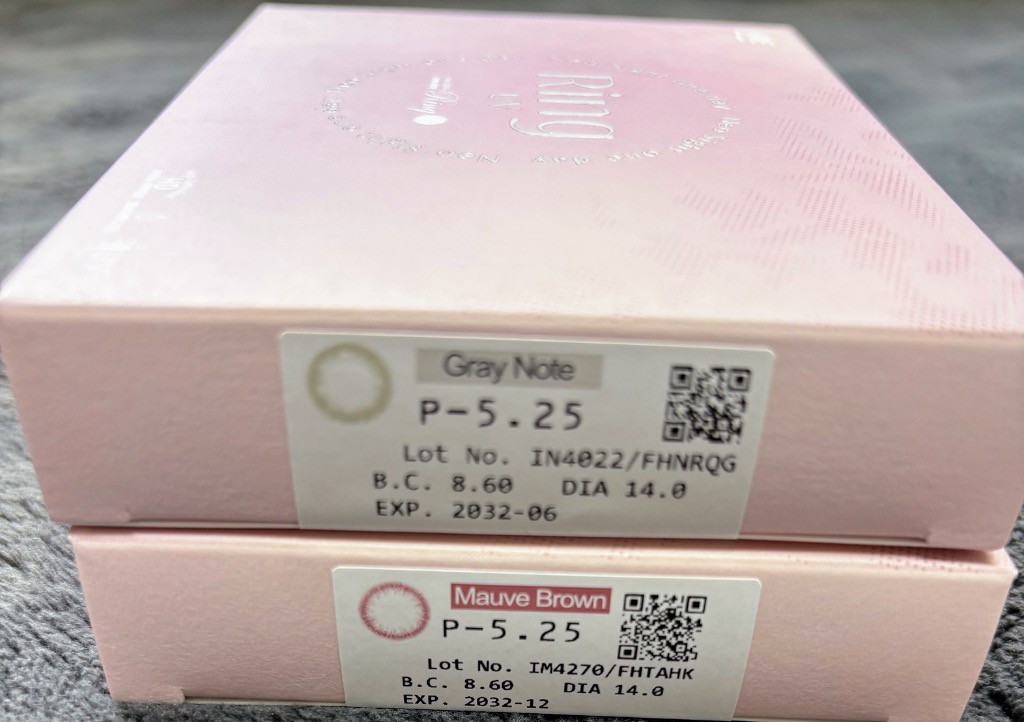 Ring
UV
Gray Note
P-5.25
Lot No. IN4022/FHNRQG
B.C. 8.60 DIA 14.0
EXP. 2032-06
Mauve Brown
P-5.25
Lot No. IM4270/FHTAHK
B.C. 8.60 DIA 14.0
EXP. 2032-12